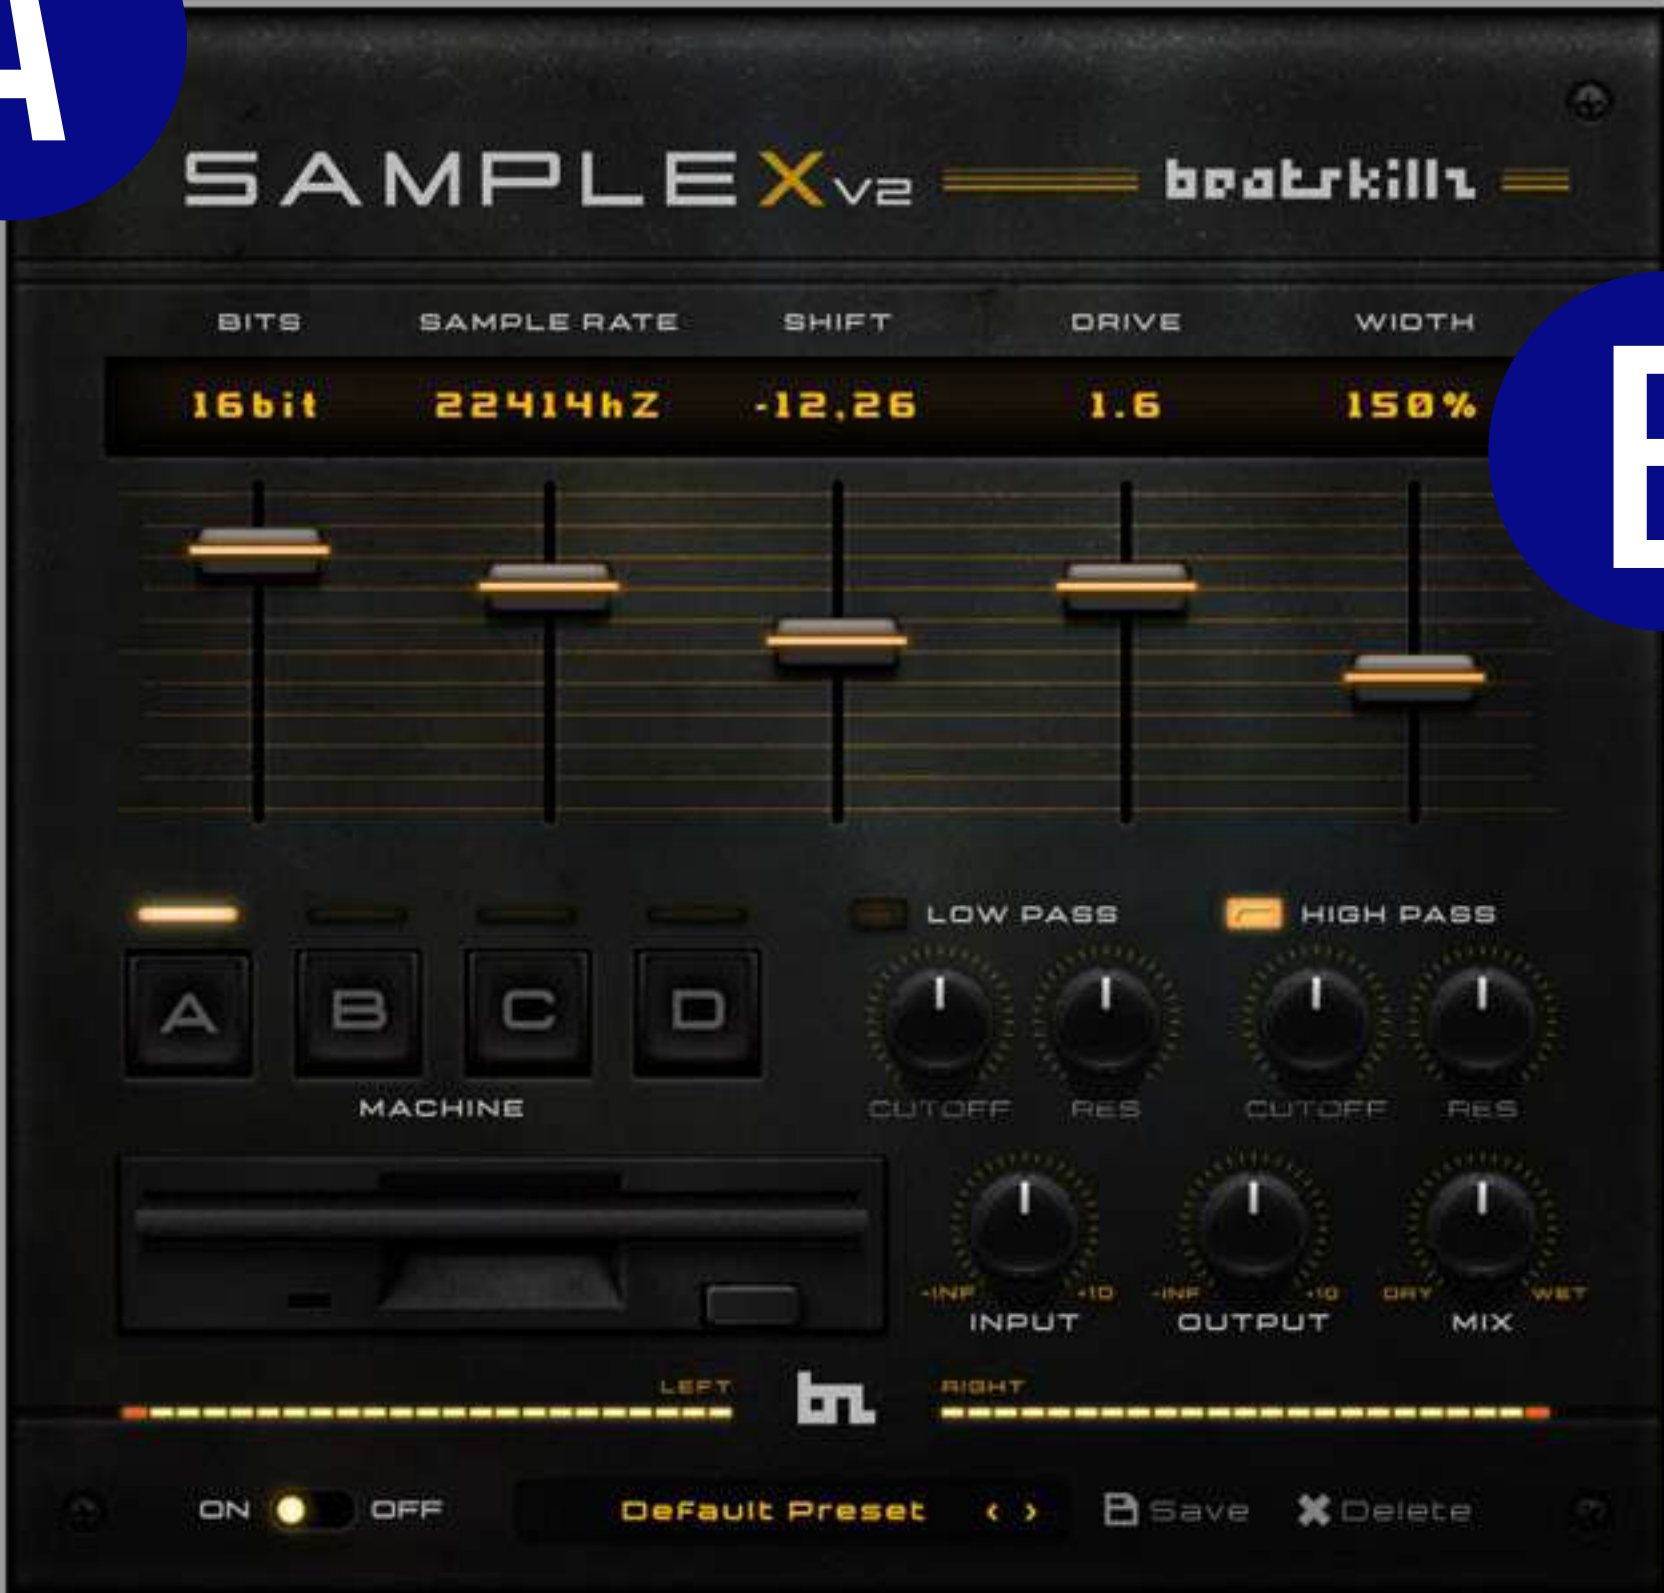 A
SAMPLEX V2 beatskillz
BITS SAMPLE RATE SHIFT DRIVE WIDTH
16bit 22414hZ -12,26 1.6 150%
LOW PASS HIGH PASS
A B C D
MACHINE CUTOFF RES CUTOFF RES
-INF +10 -INF +10 DRY WET
INPUT OUTPUT MIX
LEFT RIGHT
ON OFF Default Preset < > Save Delete